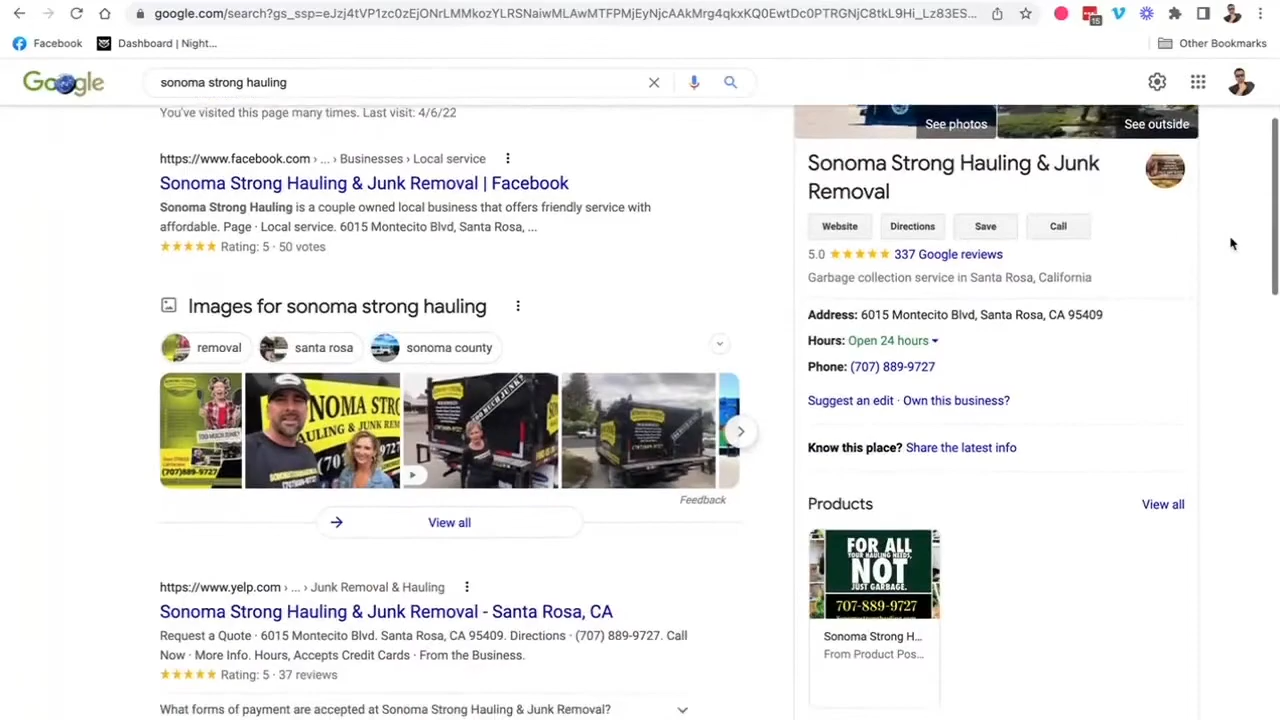 google.com/search?gs_ssp=eJzj4tVP1zc0zEjONrLMMkozYLRSNaiwMLAwMTFPMjEyNjcAAkMrg4qkxKQ0EwtDc0PTRGNjC8tkL9Hi_Lz83ES...
15
Facebook
Dashboard | Night...
Other Bookmarks
Google
sonoma strong hauling
You've visited this page many times. Last visit: 4/6/22
https://www.facebook.com › ... › Businesses › Local service
Sonoma Strong Hauling & Junk Removal | Facebook
Sonoma Strong Hauling is a couple owned local business that offers friendly service with
affordable. Page · Local service. 6015 Montecito Blvd, Santa Rosa, ...
Rating: 5 · 50 votes
Images for sonoma strong hauling
removal
santa rosa
sonoma county
TOO MUCH JUNK?
(707)889-9727
NOMA STRO
AULING & JUNK REM
(707)
TOO MUCH JUNK?
Feedback
View all
https://www.yelp.com › ... › Junk Removal & Hauling
Sonoma Strong Hauling & Junk Removal - Santa Rosa, CA
Request a Quote · 6015 Montecito Blvd. Santa Rosa, CA 95409. Directions · (707) 889-9727. Call
Now · More Info. Hours, Accepts Credit Cards · From the Business.
Rating: 5 · 37 reviews
What forms of payment are accepted at Sonoma Strong Hauling & Junk Removal?
See photos
See outside
Sonoma Strong Hauling & Junk
Removal
Website
Directions
Save
Call
5.0
337 Google reviews
Garbage collection service in Santa Rosa, California
Address: 6015 Montecito Blvd, Santa Rosa, CA 95409
Hours: Open 24 hours
Phone: (707) 889-9727
Suggest an edit · Own this business?
Know this place? Share the latest info
Products
View all
FOR ALL
YOUR HAULING NEEDS,
NOT
JUST GARBAGE.
707-889-9727
Sonoma Strong H...
From Product Pos...